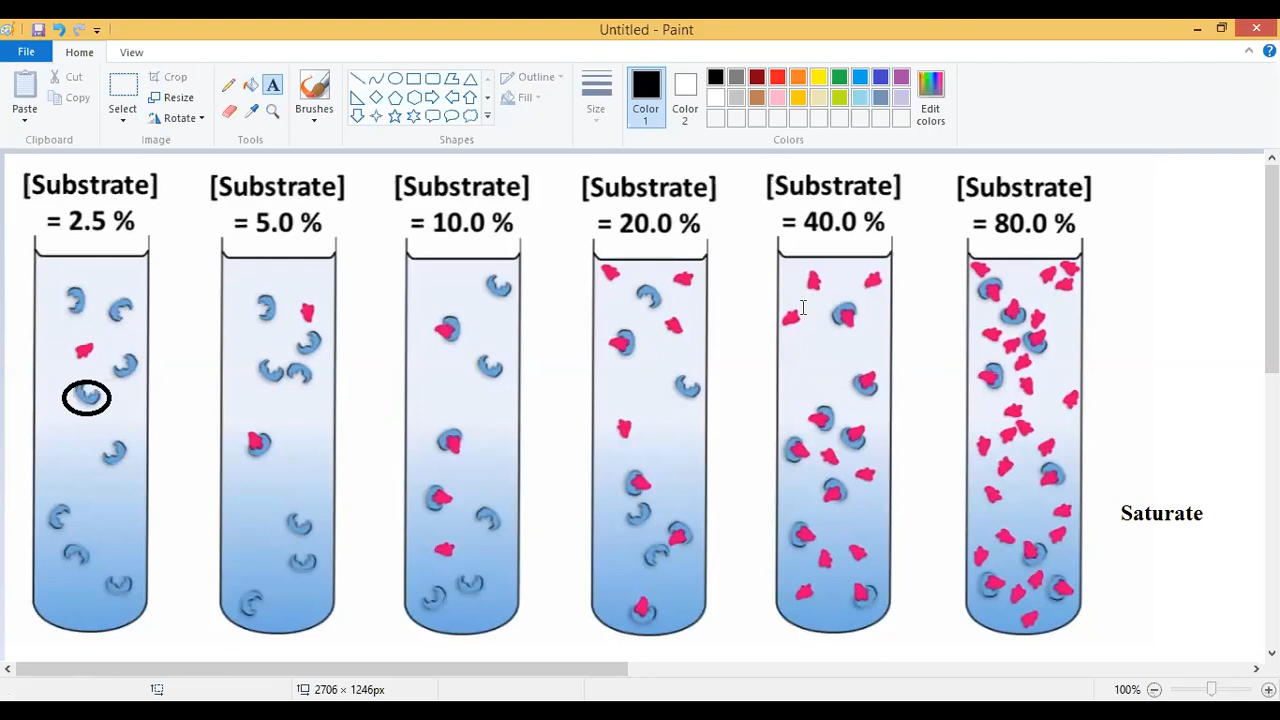 Untitled - Paint
File Home View
Paste
Cut
Copy
Clipboard
Select
Crop
Resize
Rotate
Image
A
Tools
Brushes
Shapes
Outline
Fill
Size
Color 1
Color 2
Edit colors
Colors
[Substrate] = 2.5 %
[Substrate] = 5.0 %
[Substrate] = 10.0 %
[Substrate] = 20.0 %
[Substrate] = 40.0 %
[Substrate] = 80.0 %
Saturate
2706 × 1246px
100%